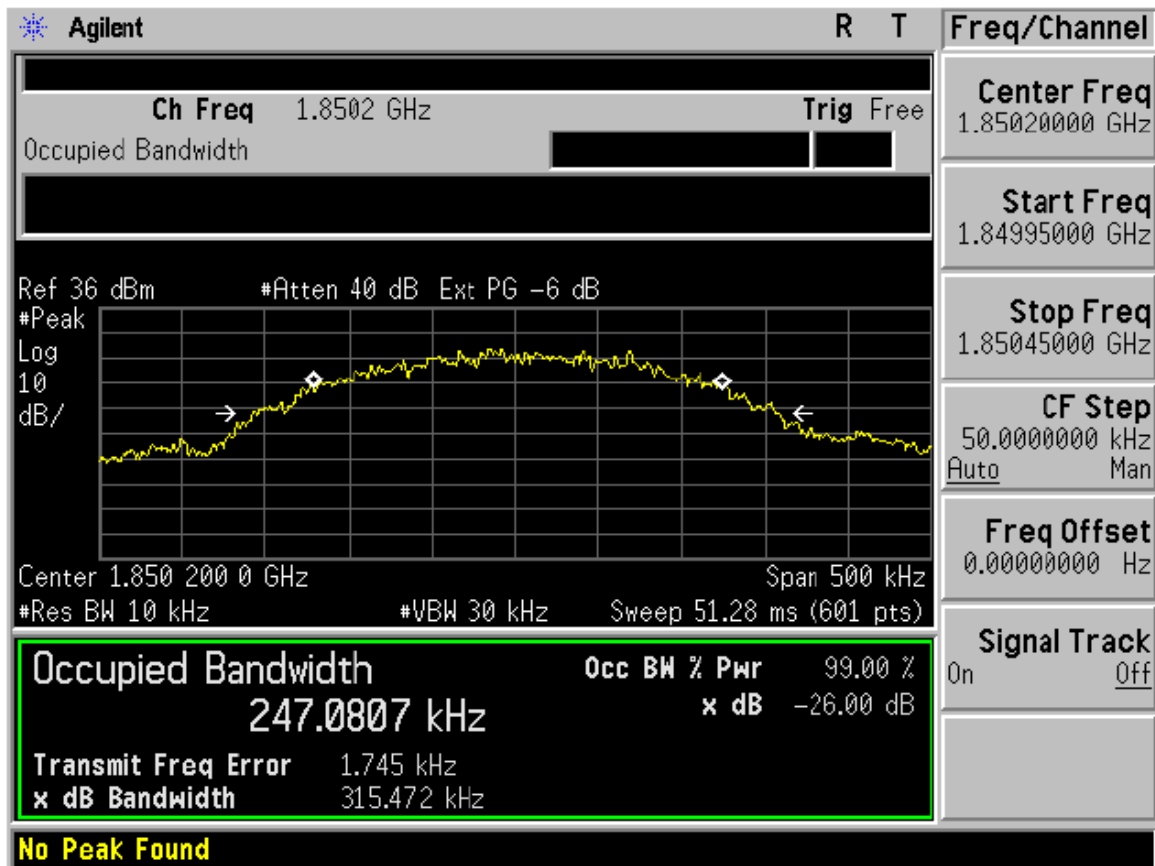 Agilent R T
Freq/Channel
Ch Freq 1.8502 GHz Trig Free
Occupied Bandwidth
Center Freq
1.85020000 GHz
Start Freq
1.84995000 GHz
Stop Freq
1.85045000 GHz
CF Step
50.0000000 kHz
Auto Man
Freq Offset
0.00000000 Hz
Signal Track
On Off
Ref 36 dBm #Atten 40 dB Ext PG -6 dB
#Peak
Log
10
dB/
Center 1.850 200 0 GHz Span 500 kHz
#Res BW 10 kHz #VBW 30 kHz Sweep 51.28 ms (601 pts)
Occupied Bandwidth Occ BW % Pwr 99.00 %
247.0807 kHz x dB -26.00 dB
Transmit Freq Error 1.745 kHz
x dB Bandwidth 315.472 kHz
No Peak Found